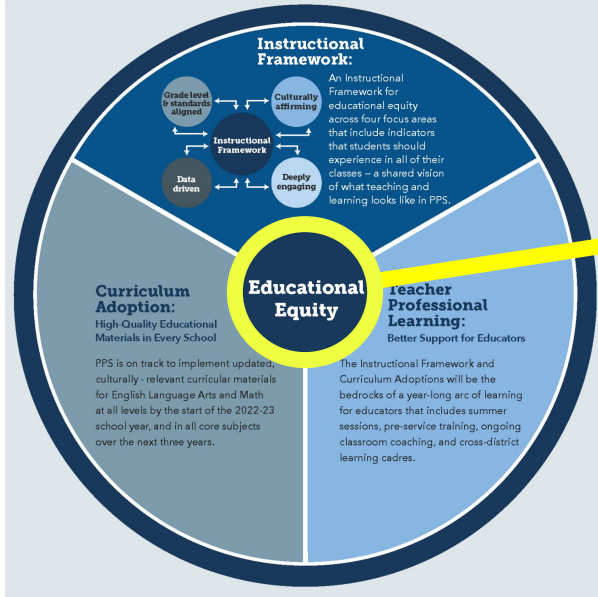 Instructional
Framework:
Grade level
& standards
aligned
Culturally
affirming
Instructional
Framework
Data
driven
Deeply
engaging
An Instructional
Framework for
educational equity
across four focus areas
that include indicators
that students should
experience in all of their
classes – a shared vision
of what teaching and
learning looks like in PPS.
Educational
Equity
Curriculum
Adoption:
High-Quality Educational
Materials in Every School
PPS is on track to implement updated,
culturally - relevant curricular materials
for English Language Arts and Math
at all levels by the start of the 2022-23
school year, and in all core subjects
over the next three years.
Teacher
Professional
Learning:
Better Support for Educators
The Instructional Framework and
Curriculum Adoptions will be the
bedrocks of a year-long arc of learning
for educators that includes summer
sessions, pre-service training, ongoing
classroom coaching, and cross-district
learning cadres.